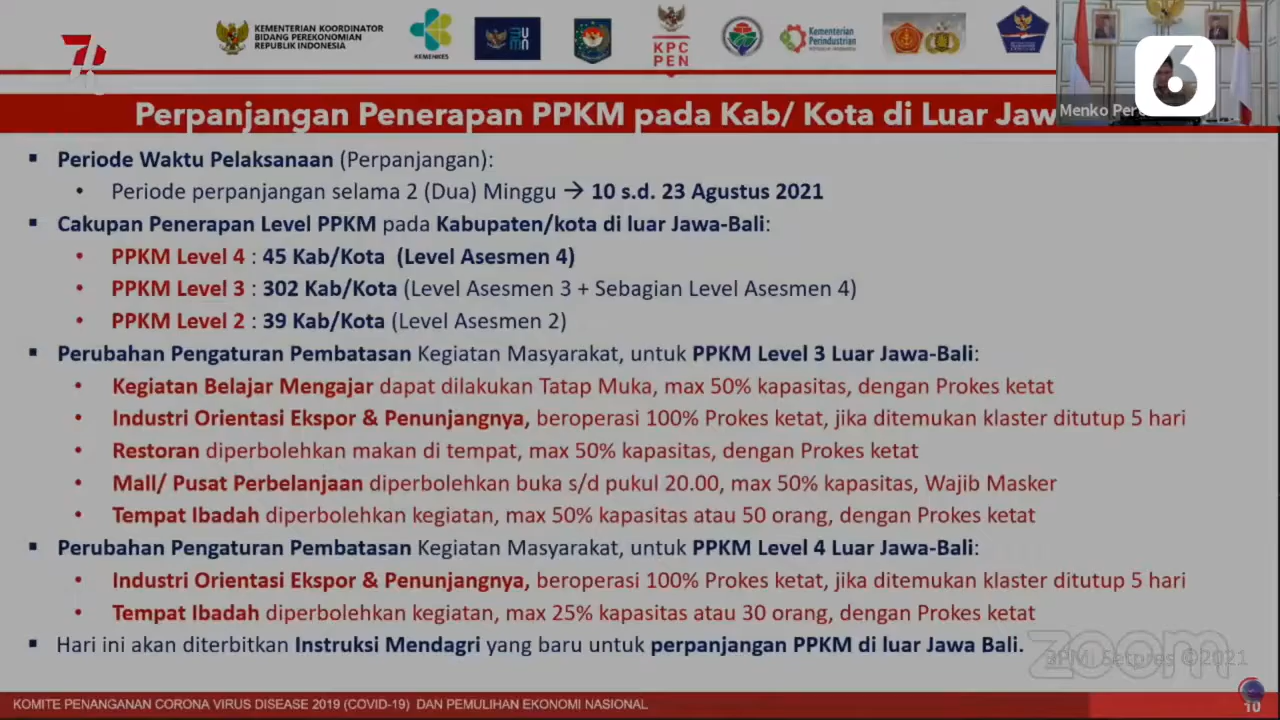 KEMENTERIAN KOORDINATOR
BIDANG PEREKONOMIAN
REPUBLIK INDONESIA
KEMENKES
KPC
PEN
Kementerian
Perindustrian
REPUBLIK INDONESIA
6
Menko Per
Perpanjangan Penerapan PPKM pada Kab/ Kota di Luar Jaw
▪ Periode Waktu Pelaksanaan (Perpanjangan):
• Periode perpanjangan selama 2 (Dua) Minggu → 10 s.d. 23 Agustus 2021
▪ Cakupan Penerapan Level PPKM pada Kabupaten/kota di luar Jawa-Bali:
• PPKM Level 4 : 45 Kab/Kota (Level Asesmen 4)
• PPKM Level 3 : 302 Kab/Kota (Level Asesmen 3 + Sebagian Level Asesmen 4)
• PPKM Level 2 : 39 Kab/Kota (Level Asesmen 2)
▪ Perubahan Pengaturan Pembatasan Kegiatan Masyarakat, untuk PPKM Level 3 Luar Jawa-Bali:
• Kegiatan Belajar Mengajar dapat dilakukan Tatap Muka, max 50% kapasitas, dengan Prokes ketat
• Industri Orientasi Ekspor & Penunjangnya, beroperasi 100% Prokes ketat, jika ditemukan klaster ditutup 5 hari
• Restoran diperbolehkan makan di tempat, max 50% kapasitas, dengan Prokes ketat
• Mall/ Pusat Perbelanjaan diperbolehkan buka s/d pukul 20.00, max 50% kapasitas, Wajib Masker
• Tempat Ibadah diperbolehkan kegiatan, max 50% kapasitas atau 50 orang, dengan Prokes ketat
▪ Perubahan Pengaturan Pembatasan Kegiatan Masyarakat, untuk PPKM Level 4 Luar Jawa-Bali:
• Industri Orientasi Ekspor & Penunjangnya, beroperasi 100% Prokes ketat, jika ditemukan klaster ditutup 5 hari
• Tempat Ibadah diperbolehkan kegiatan, max 25% kapasitas atau 30 orang, dengan Prokes ketat
▪ Hari ini akan diterbitkan Instruksi Mendagri yang baru untuk perpanjangan PPKM di luar Jawa Bali.
zoom
BPMI Setpres ©2021
KOMITE PENANGANAN CORONA VIRUS DISEASE 2019 (COVID-19) DAN PEMULIHAN EKONOMI NASIONAL
10